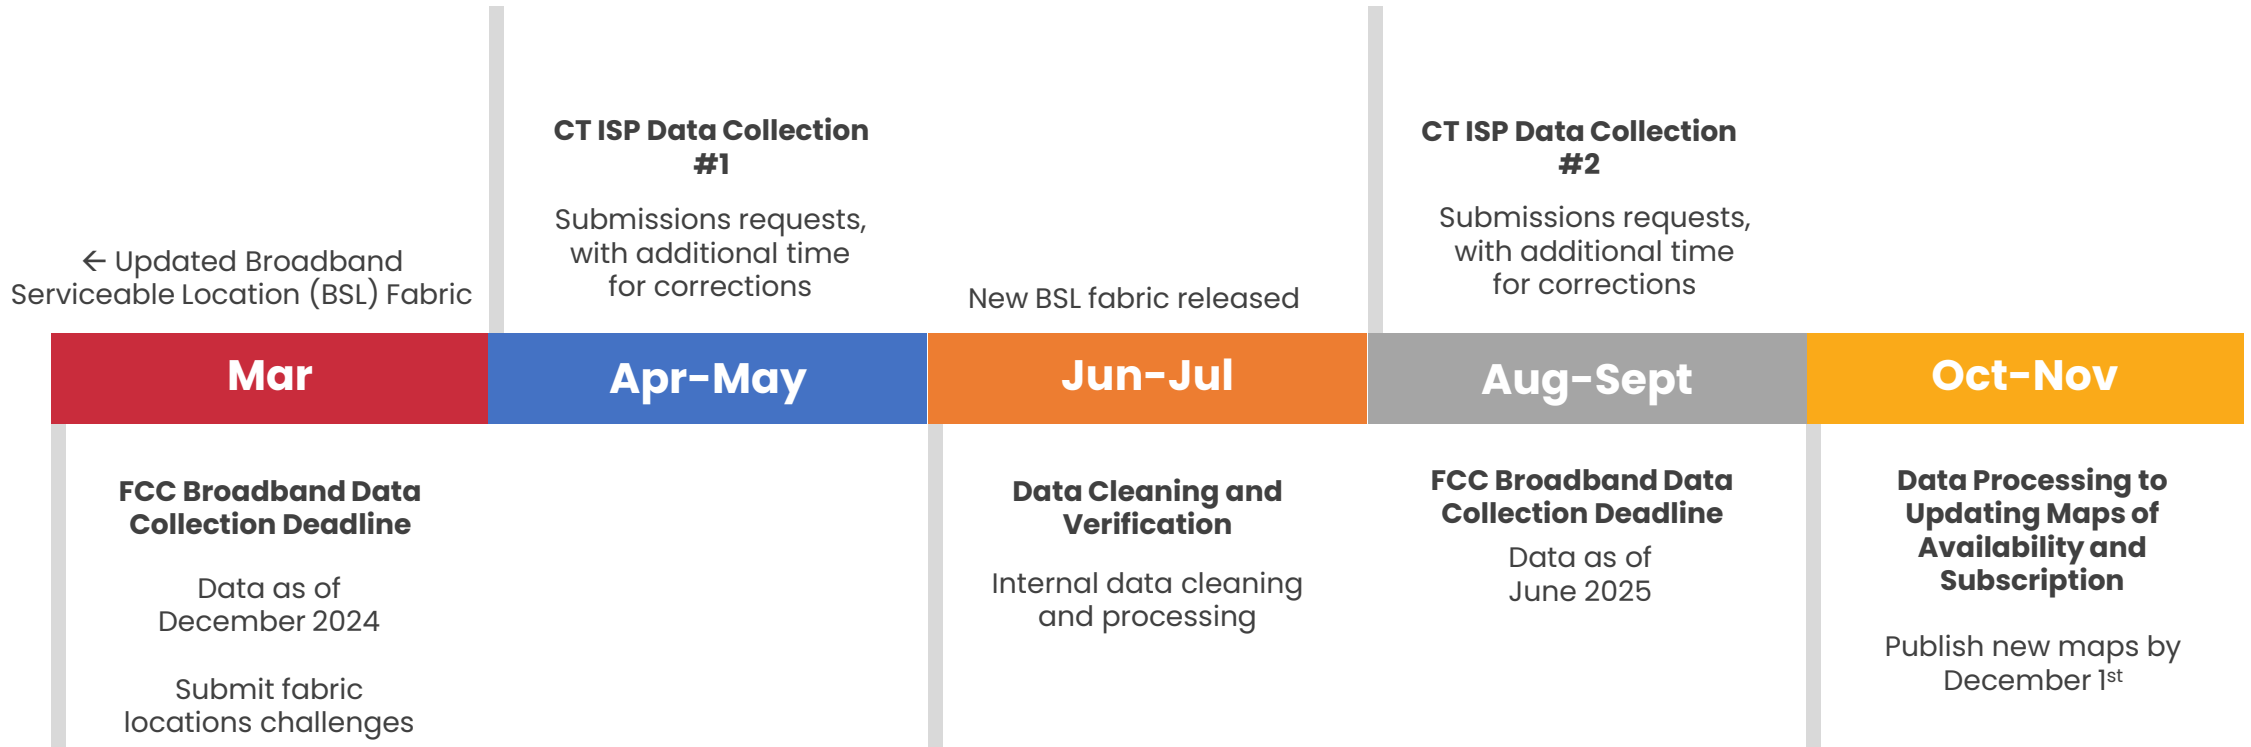 ← Updated Broadband
Serviceable Location (BSL) Fabric
CT ISP Data Collection
#1
Submissions requests,
with additional time
for corrections
New BSL fabric released
CT ISP Data Collection
#2
Submissions requests,
with additional time
for corrections
Mar
Apr-May
Jun-Jul
Aug-Sept
Oct-Nov
FCC Broadband Data
Collection Deadline
Data as of
December 2024
Submit fabric
locations challenges
Data Cleaning and
Verification
Internal data cleaning
and processing
FCC Broadband Data
Collection Deadline
Data as of
June 2025
Data Processing to
Updating Maps of
Availability and
Subscription
Publish new maps by
December 1st